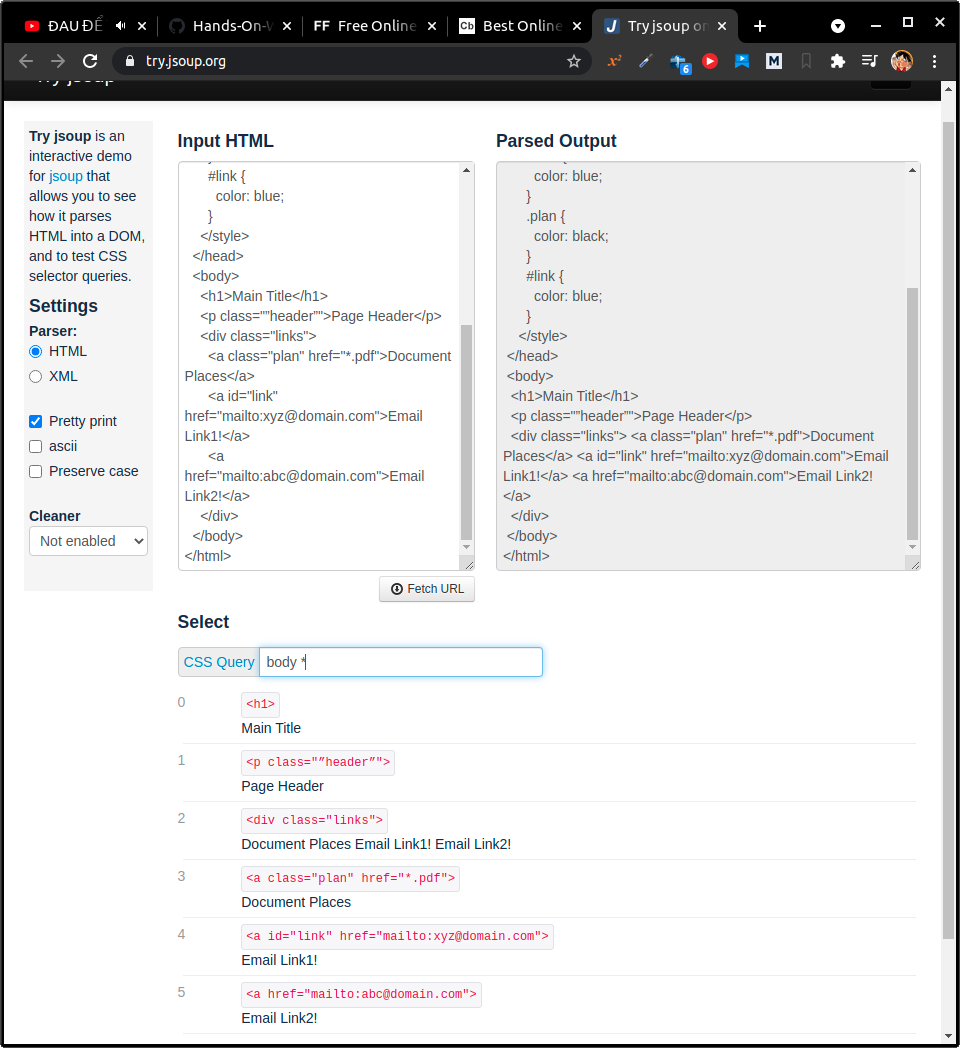 ĐAU ĐỂ
Hands-On-V
FF Free Online
Cb Best Online
J Try jsoup on
try.jsoup.org
x²
6
M
Try jsoup is an
interactive demo
for jsoup that
allows you to see
how it parses
HTML into a DOM,
and to test CSS
selector queries.
Settings
Parser:
HTML
XML
Pretty print
ascii
Preserve case
Cleaner
Not enabled
Input HTML
#link {
color: blue;
}
</style>
</head>
<body>
<h1>Main Title</h1>
<p class="”header”">Page Header</p>
<div class="links">
<a class="plan" href="*.pdf">Document
Places</a>
<a id="link"
href="mailto:xyz@domain.com">Email
Link1!</a>
<a
href="mailto:abc@domain.com">Email
Link2!</a>
</div>
</body>
</html>
Fetch URL
Parsed Output
color: blue;
}
.plan {
color: black;
}
#link {
color: blue;
}
</style>
</head>
<body>
<h1>Main Title</h1>
<p class="”header”">Page Header</p>
<div class="links"> <a class="plan" href="*.pdf">Document
Places</a> <a id="link" href="mailto:xyz@domain.com">Email
Link1!</a> <a href="mailto:abc@domain.com">Email Link2!
</a>
</div>
</body>
</html>
Select
CSS Query body *
0 <h1>
Main Title
1 <p class="”header”">
Page Header
2 <div class="links">
Document Places Email Link1! Email Link2!
3 <a class="plan" href="*.pdf">
Document Places
4 <a id="link" href="mailto:xyz@domain.com">
Email Link1!
5 <a href="mailto:abc@domain.com">
Email Link2!